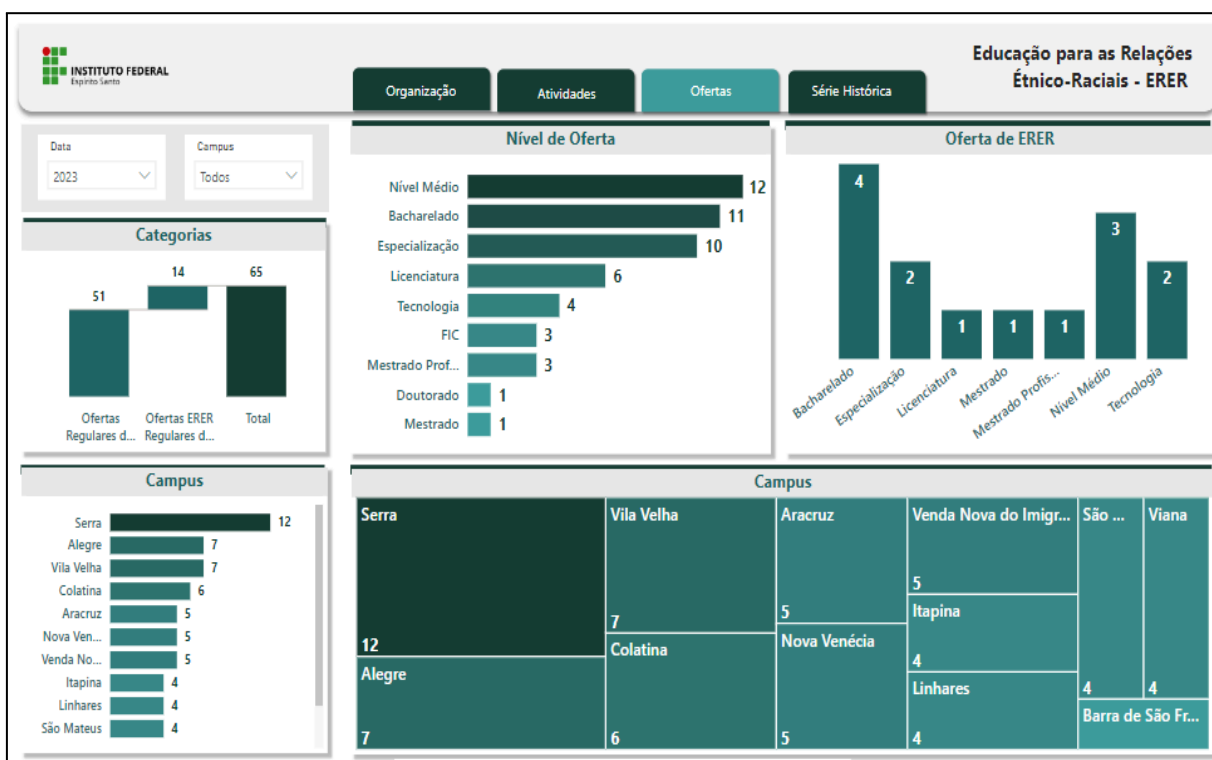 INSTITUTO FEDERAL
Espírito Santo
Organização
Atividades
Ofertas
Série Histórica
Educação para as Relações
Étnico-Raciais - ERER
Data
2023
Campus
Todos
Categorias
51
14
65
Ofertas
Regulares d...
Ofertas ERER
Regulares d...
Total
Nível de Oferta
Nível Médio 12
Bacharelado 11
Especialização 10
Licenciatura 6
Tecnologia 4
FIC 3
Mestrado Prof... 3
Doutorado 1
Mestrado 1
Oferta de ERER
4
2
1
1
1
3
2
Bacharelado
Especialização
Licenciatura
Mestrado
Mestrado Profis...
Nível Médio
Tecnologia
Campus
Serra 12
Alegre 7
Vila Velha 7
Colatina 6
Aracruz 5
Nova Ven... 5
Venda No... 5
Itapina 4
Linhares 4
São Mateus 4
Campus
Serra
12
Alegre
7
Vila Velha
7
Colatina
6
Aracruz
5
Nova Venécia
5
Venda Nova do Imigr...
5
Itapina
4
Linhares
4
São ...
4
Viana
4
Barra de São Fr...